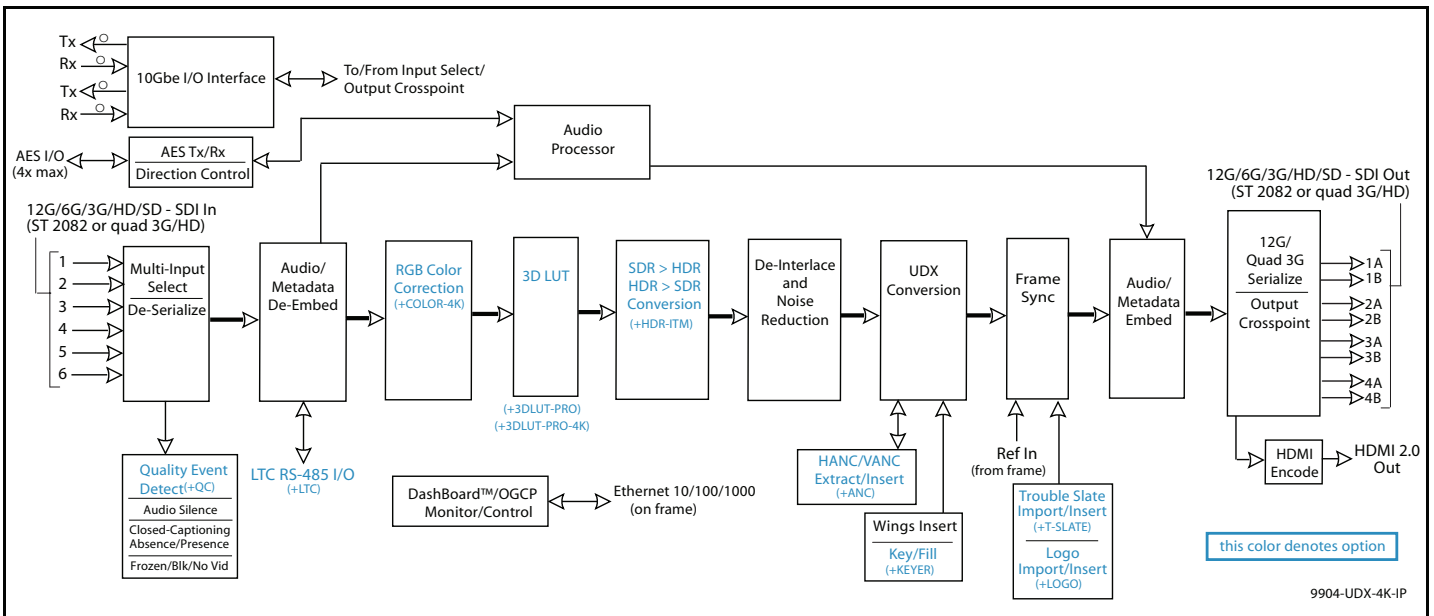 Tx
Rx
Tx
Rx
10Gbe I/O Interface
To/From Input Select/
Output Crosspoint
AES I/O
(4x max)
AES Tx/Rx
Direction Control
Audio
Processor
12G/6G/3G/HD/SD - SDI In
(ST 2082 or quad 3G/HD)
1
2
3
4
5
6
Multi-Input
Select
De-Serialize
Audio/
Metadata
De-Embed
RGB Color
Correction
(+COLOR-4K)
3D LUT
(+3DLUT-PRO)
(+3DLUT-PRO-4K)
SDR > HDR
HDR > SDR
Conversion
(+HDR-ITM)
De-Interlace
and
Noise
Reduction
UDX
Conversion
Frame
Sync
Audio/
Metadata
Embed
12G/6G/3G/HD/SD - SDI Out
(ST 2082 or quad 3G/HD)
12G/
Quad 3G
Serialize
Output
Crosspoint
1A
1B
2A
2B
3A
3B
4A
4B
Quality Event
Detect(+QC)
Audio Silence
Closed-Captioning
Absence/Presence
Frozen/Blk/No Vid
LTC RS-485 I/O
(+LTC)
DashBoard™/OGCP
Monitor/Control
Ethernet 10/100/1000
(on frame)
HANC/VANC
Extract/Insert
(+ANC)
Wings Insert
Key/Fill
(+KEYER)
Ref In
(from frame)
Trouble Slate
Import/Insert
(+T-SLATE)
Logo
Import/Insert
(+LOGO)
HDMI
Encode
HDMI 2.0
Out
this color denotes option
9904-UDX-4K-IP